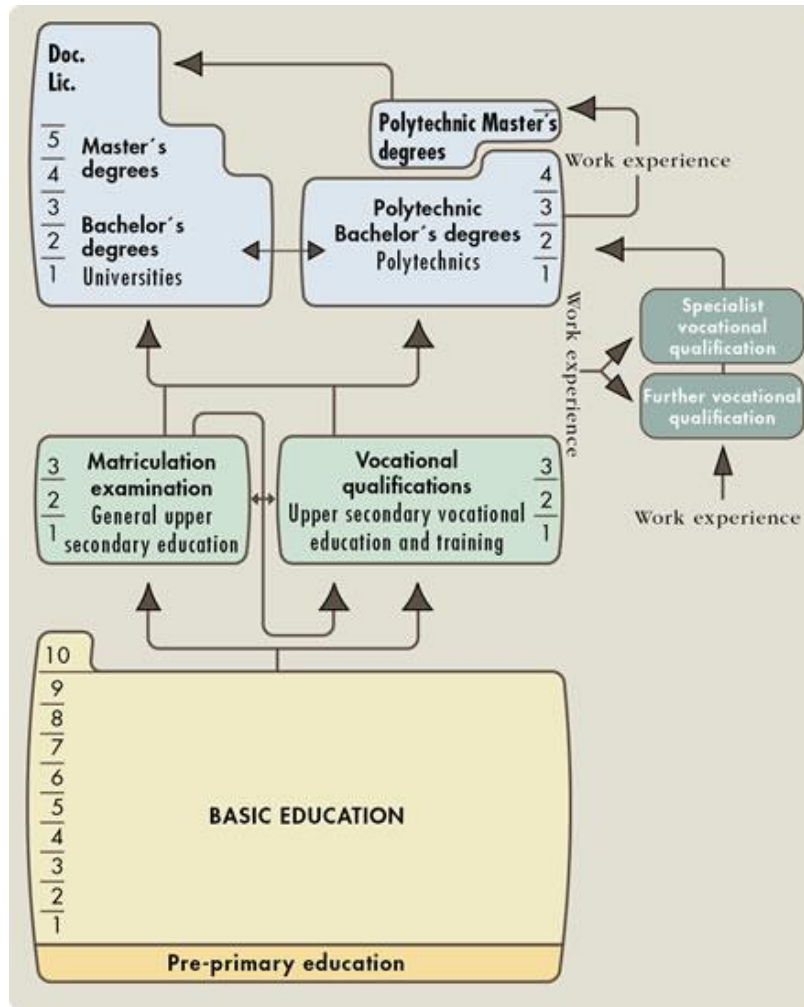 Doc.
Lic.
5
4
3
2
1
Master´s
degrees
Bachelor´s
degrees
Universities
Polytechnic Master´s
degrees
Work experience
Polytechnic
Bachelor´s degrees
Polytechnics
4
3
2
1
Work experience
Specialist
vocational
qualification
Further vocational
qualification
Work experience
3
2
1
Matriculation
examination
General upper
secondary education
Vocational
qualifications
Upper secondary vocational
education and training
3
2
1
10
9
8
7
6
5
4
3
2
1
BASIC EDUCATION
Pre-primary education